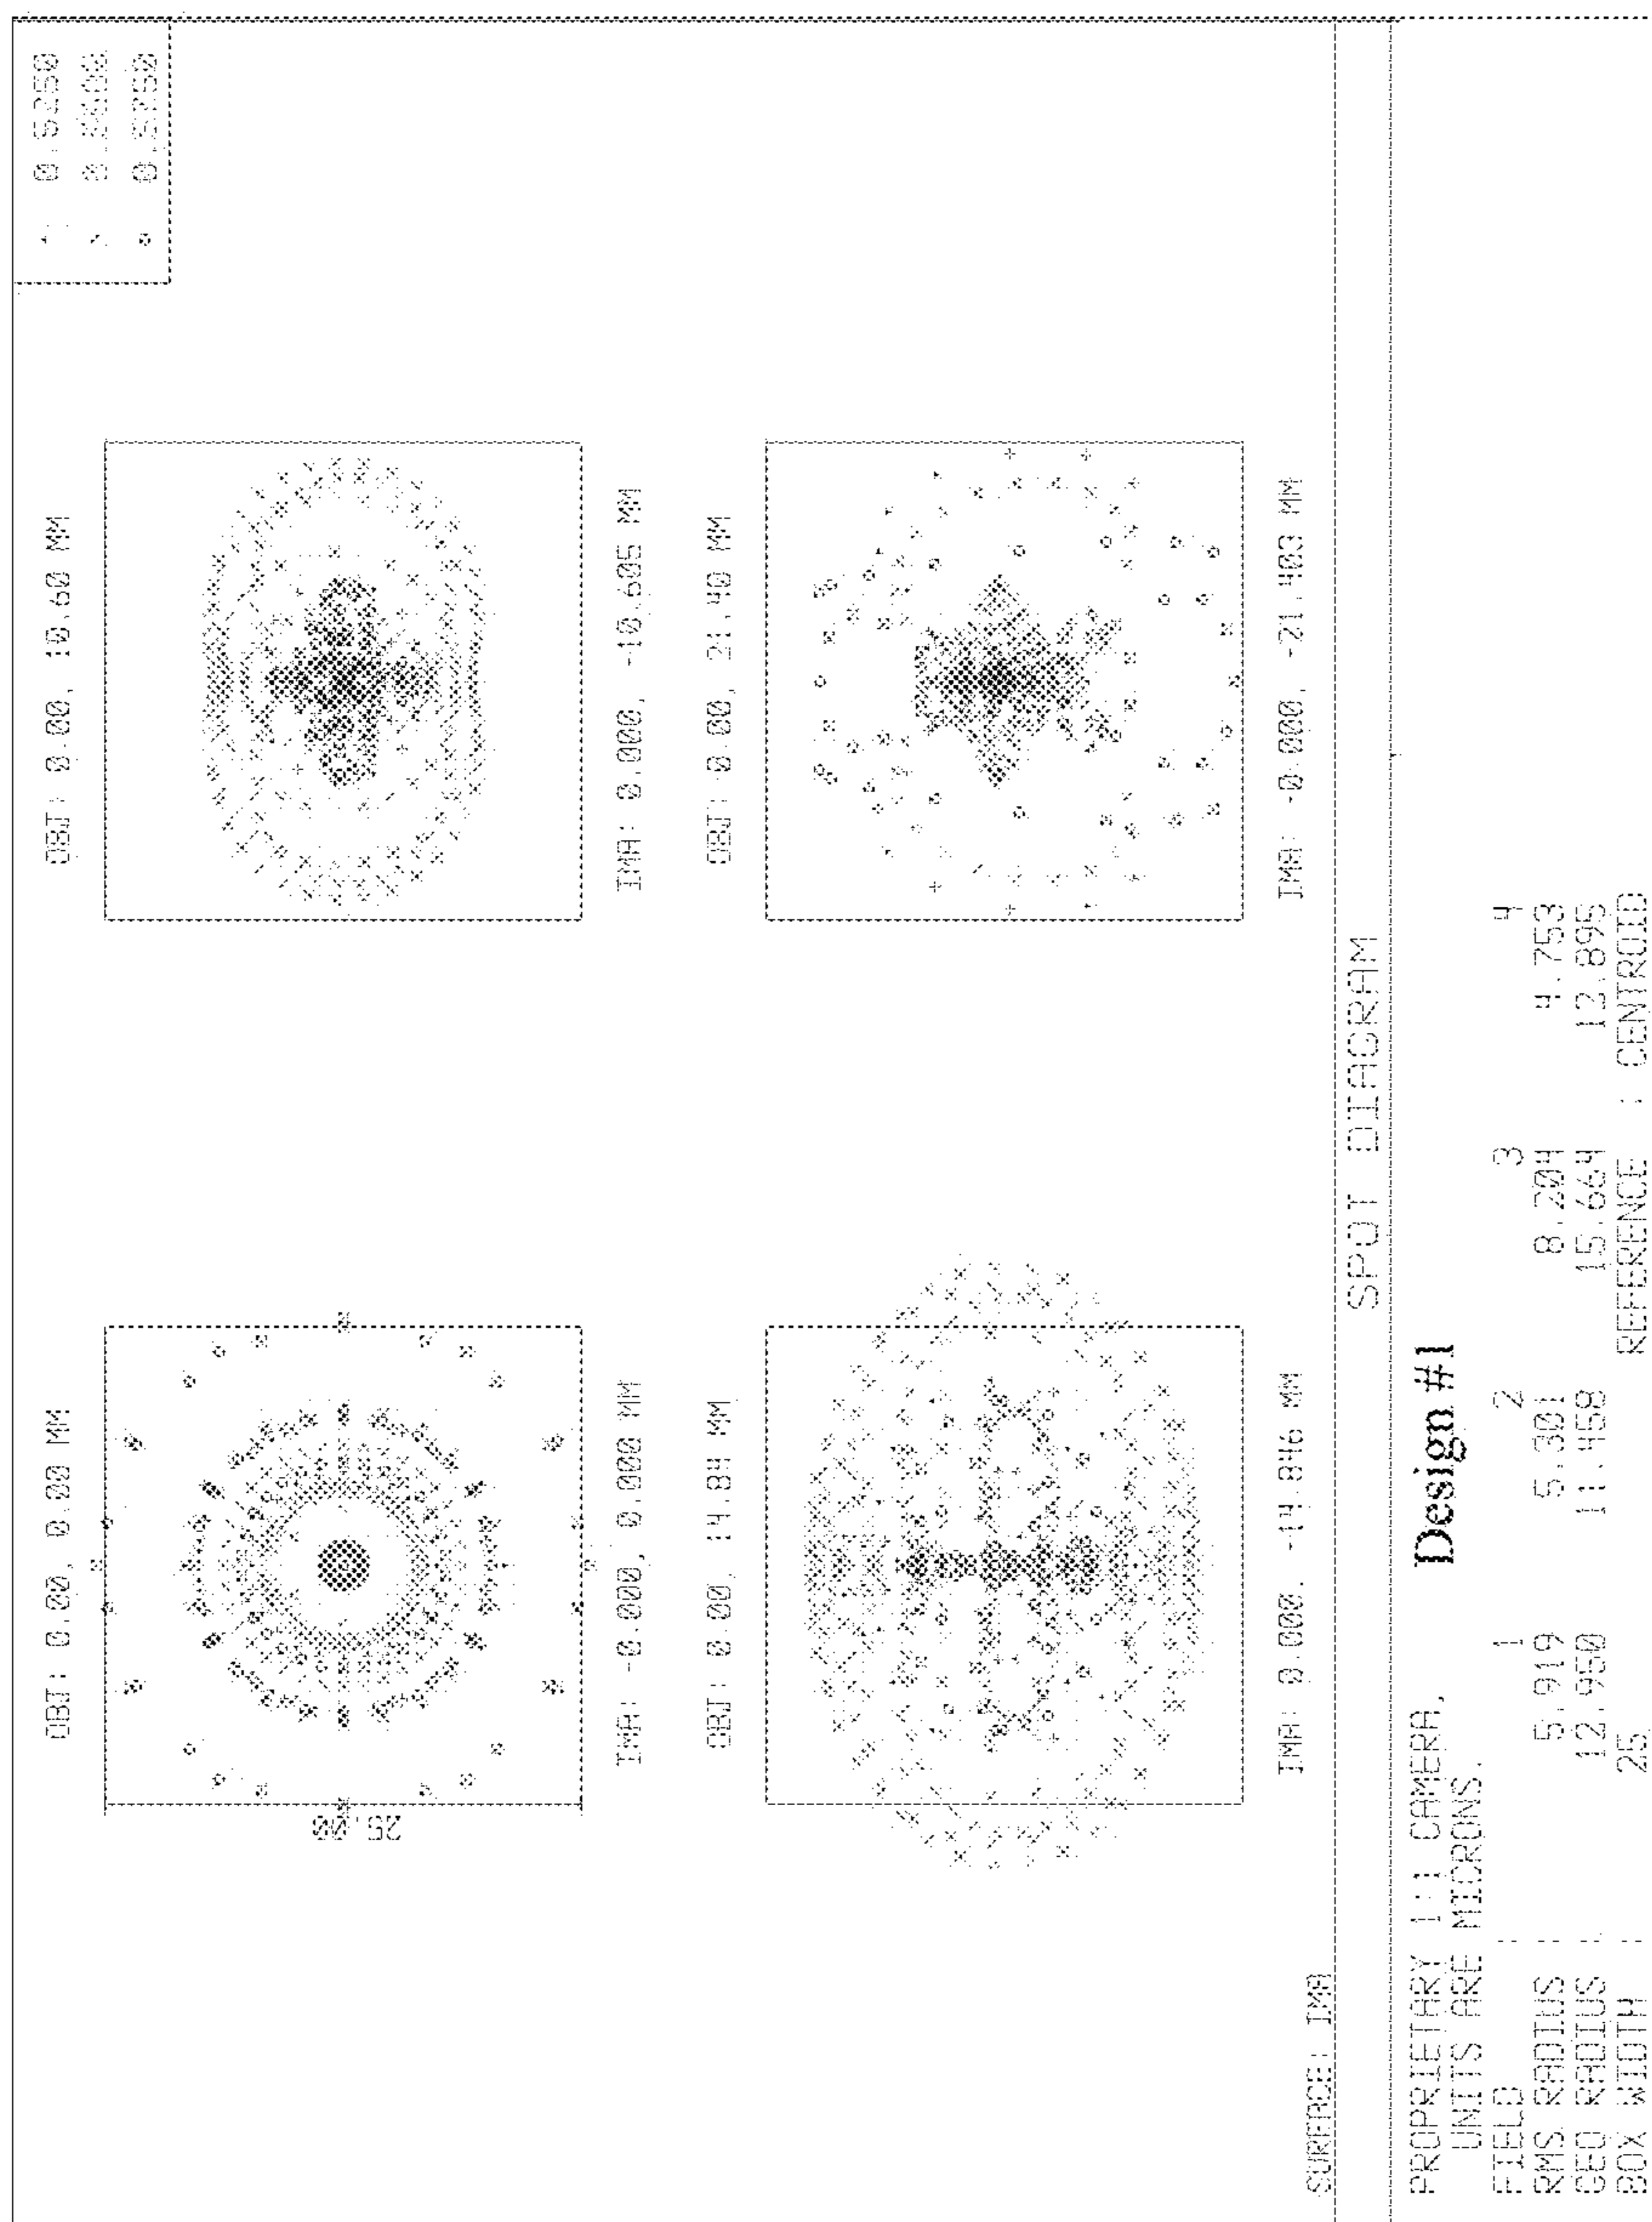 OBJ: 0.00, 0.00 MM
OBJ: 0.00, 10.60 MM
+ 0.5250
0.5750
25.00
IMA: -0.000, 0.000 MM
IMA: 0.000, -10.605 MM
OBJ: 0.00, 14.84 MM
OBJ: 0.00, 21.40 MM
IMA: 0.000, -14.846 MM
IMA: -0.000, -21.403 MM
SURFACE: IMA
SPOT DIAGRAM
PROPRIETARY 1:1 CAMERA. Design #1
UNITS ARE MICRONS.
FIELD : 1 2 3 4
RMS RADIUS : 5.919 5.301 8.204 4.753
GEO RADIUS : 12.950 11.458 15.664 12.895
BOX WIDTH : 25 REFERENCE : CENTROID